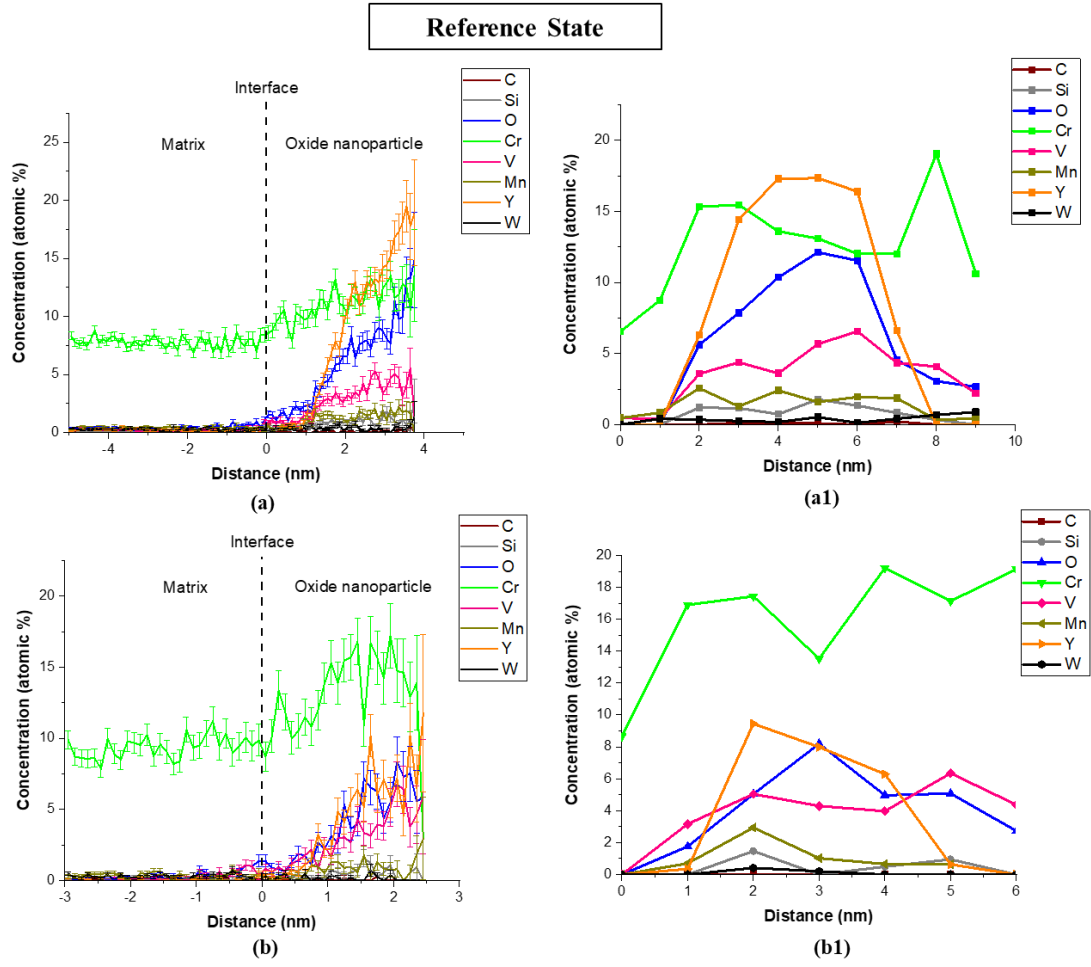 Reference State
Interface
Matrix
Oxide nanoparticle
C
Si
O
Cr
V
Mn
Y
W
Concentration (atomic %)
25
20
15
10
5
0
-4
-2
0
2
4
Distance (nm)
(a)
C
Si
O
Cr
V
Mn
Y
W
Concentration (atomic %)
20
15
10
5
0
0
2
4
6
8
10
Distance (nm)
(a1)
Interface
Matrix
Oxide nanoparticle
C
Si
O
Cr
V
Mn
Y
W
Concentration (atomic %)
20
15
10
5
0
-3
-2
-1
0
1
2
3
Distance (nm)
(b)
C
Si
O
Cr
V
Mn
Y
W
Concentration (atomic %)
20
18
16
14
12
10
8
6
4
2
0
0
1
2
3
4
5
6
Distance (nm)
(b1)